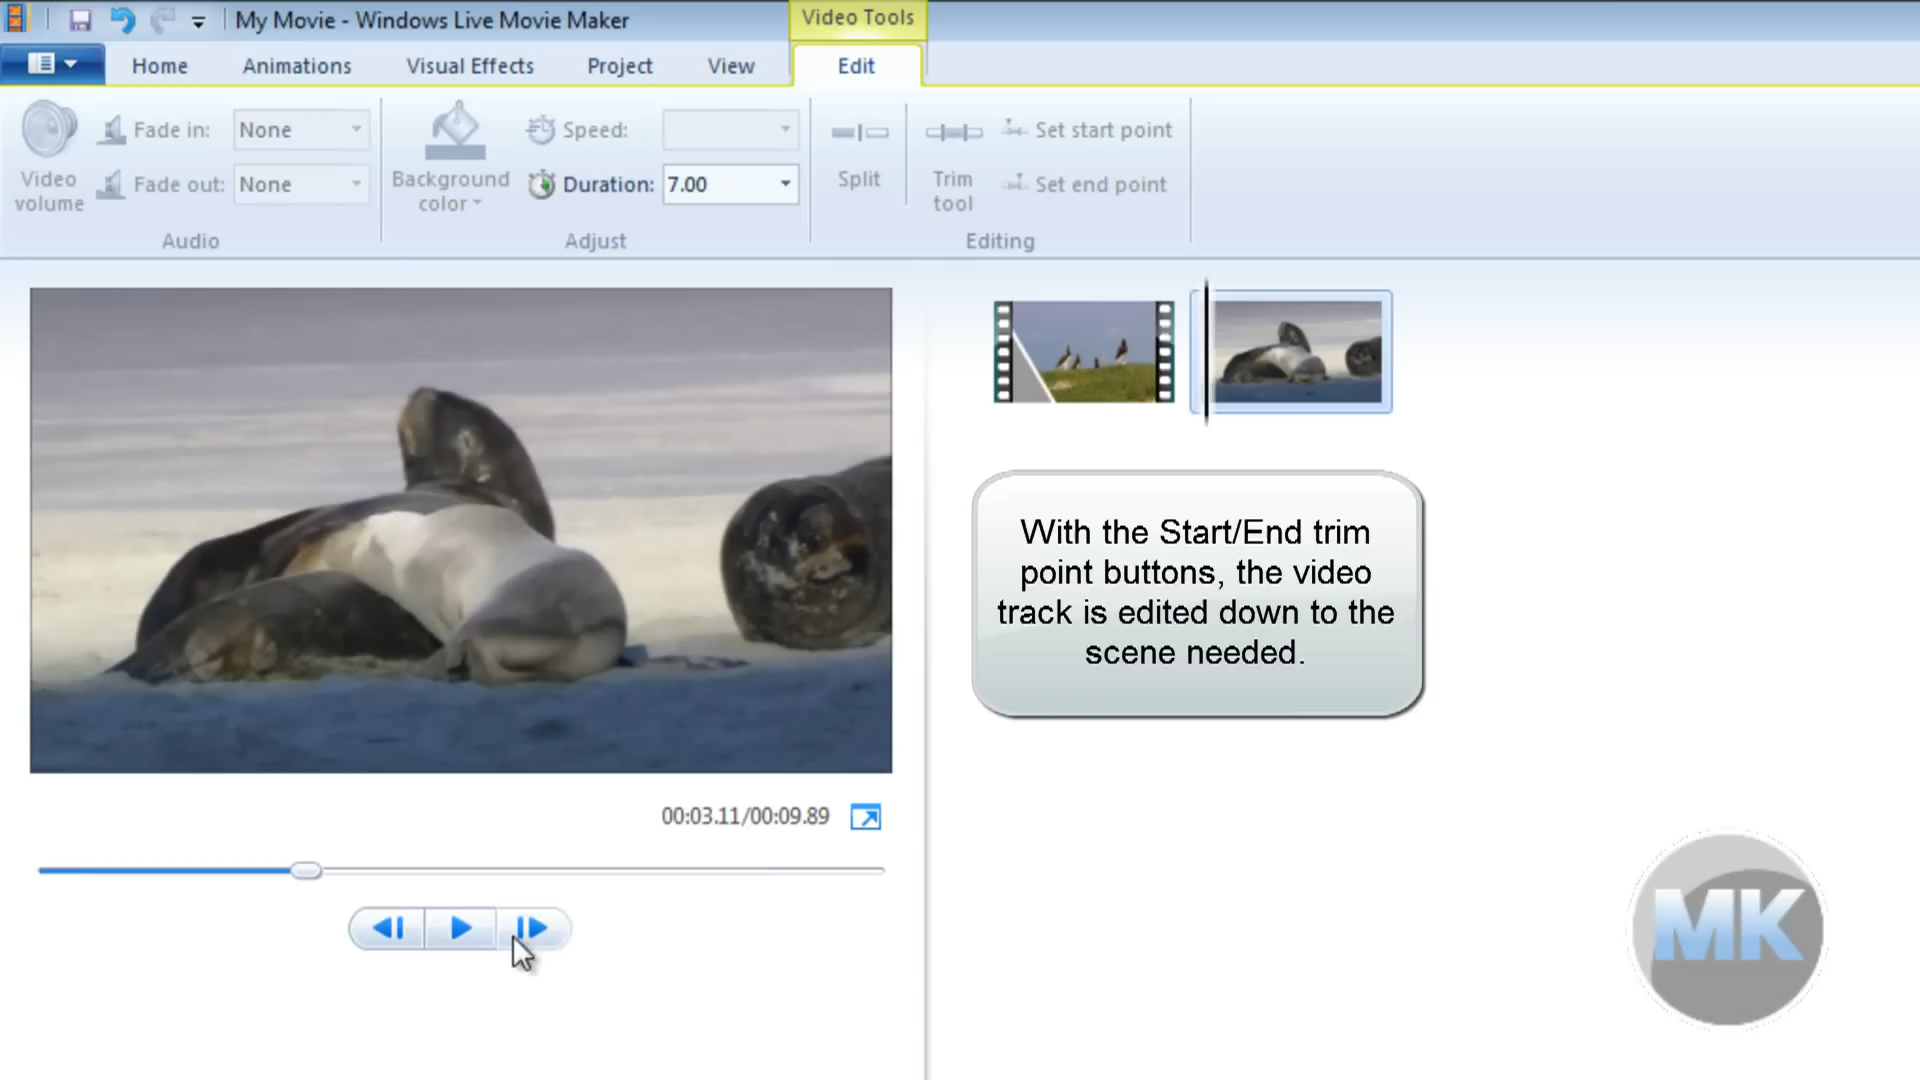 My Movie - Windows Live Movie Maker
Video Tools
Home
Animations
Visual Effects
Project
View
Edit
Fade in:
None
Speed:
Set start point
Video volume
Fade out:
None
Background color
Duration:
7.00
Split
Trim tool
Set end point
Audio
Adjust
Editing
With the Start/End trim
point buttons, the video
track is edited down to the
scene needed.
00:03.11/00:09.89
MK